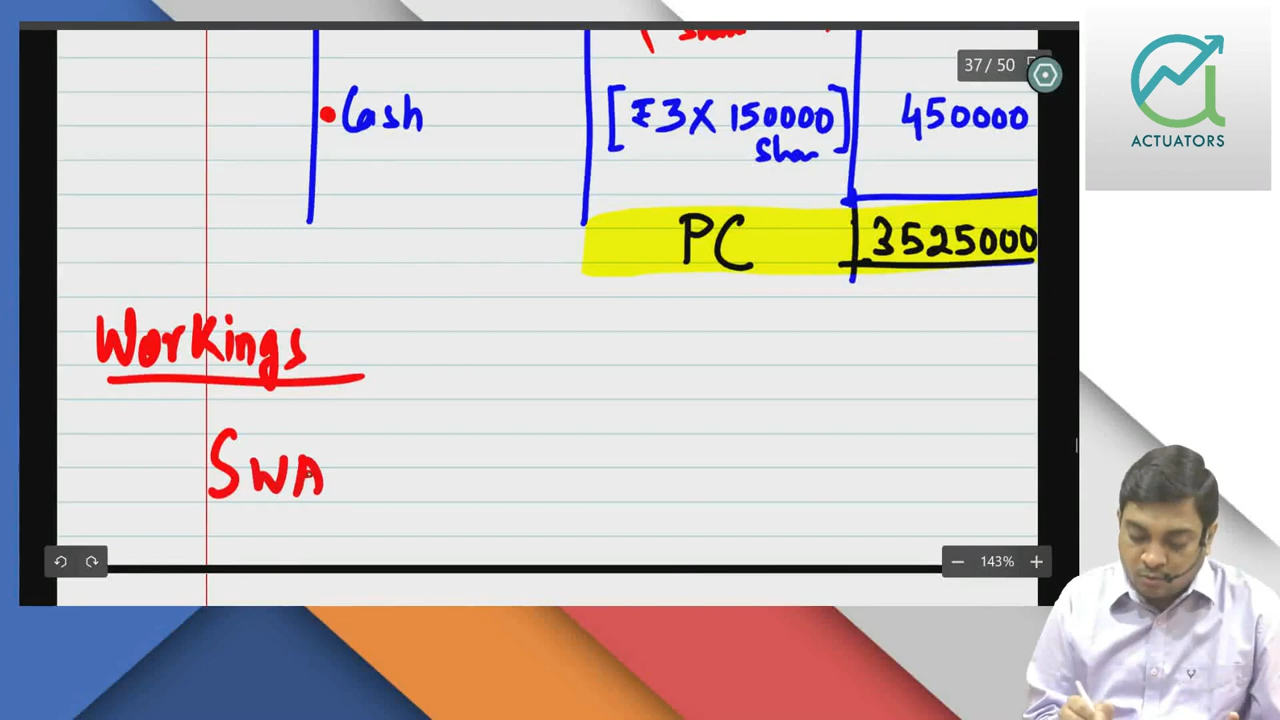 37 / 50
• Cash [₹3 X 150000] 450000
Shar
PC 3525000
Workings
SWA
143%
ACTUATORS